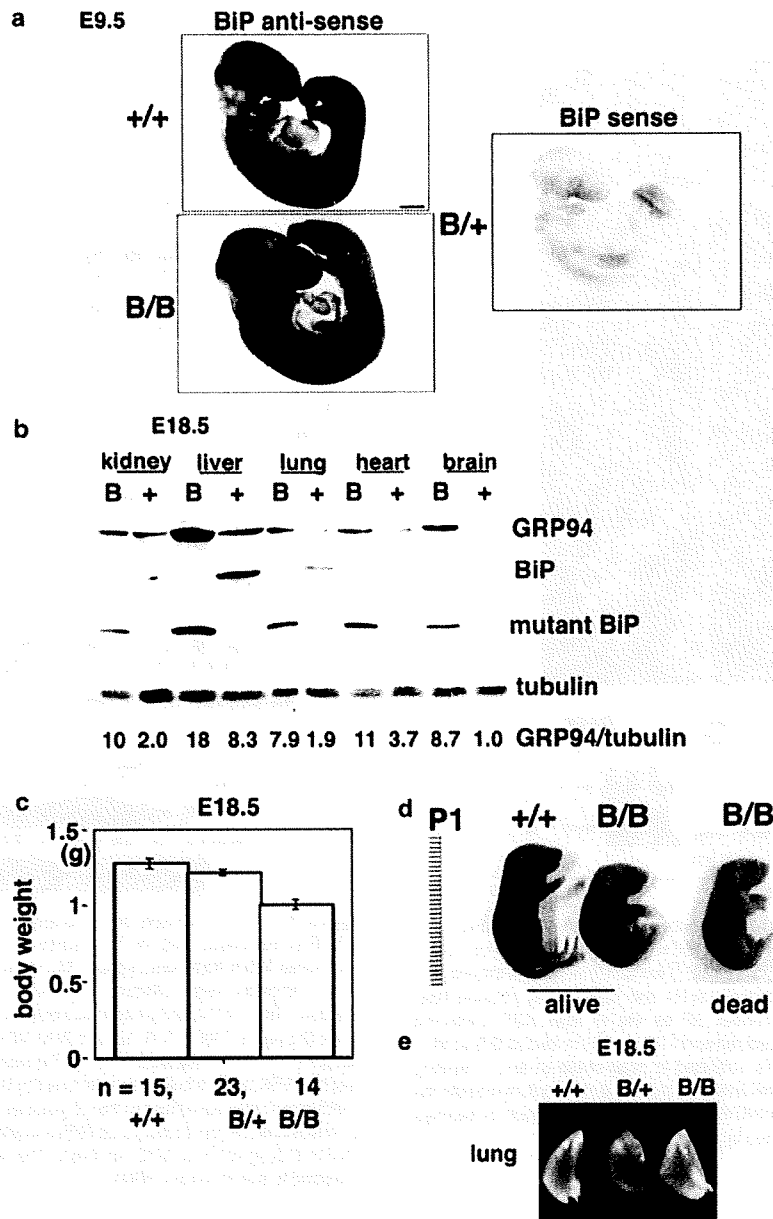 a E9.5 BiP anti-sense
+/+
BiP sense
B/+
B/B
b E18.5
kidney liver lung heart brain
B + B + B + B + B +
GRP94
BiP
mutant BiP
tubulin
10 2.0 18 8.3 7.9 1.9 11 3.7 8.7 1.0 GRP94/tubulin
c E18.5
1.5
(g)
1
0.5
0
body weight
n = 15, 23, 14
+/+ B/+ B/B
d P1 +/+ B/B B/B
alive dead
e E18.5
+/+ B/+ B/B
lung